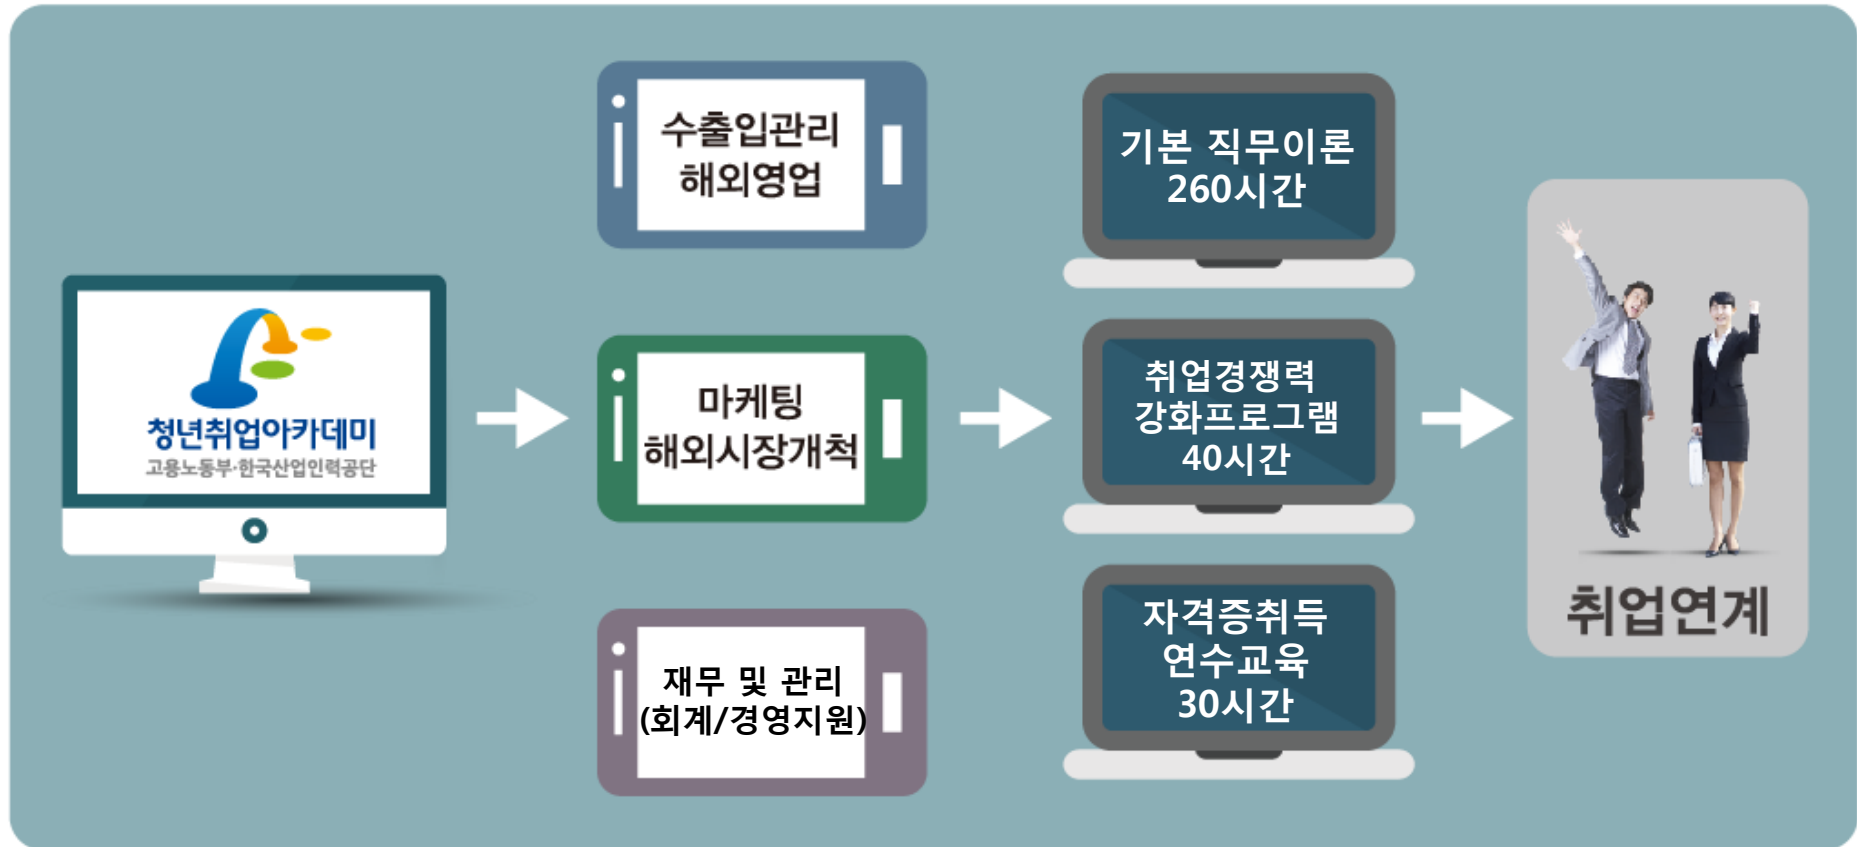 청년취업아카데미
고용노동부·한국산업인력공단
수출입관리
해외영업
마케팅
해외시장개척
재무 및 관리
(회계/경영지원)
기본 직무이론
260시간
취업경쟁력
강화프로그램
40시간
자격증취득
연수교육
30시간
취업연계